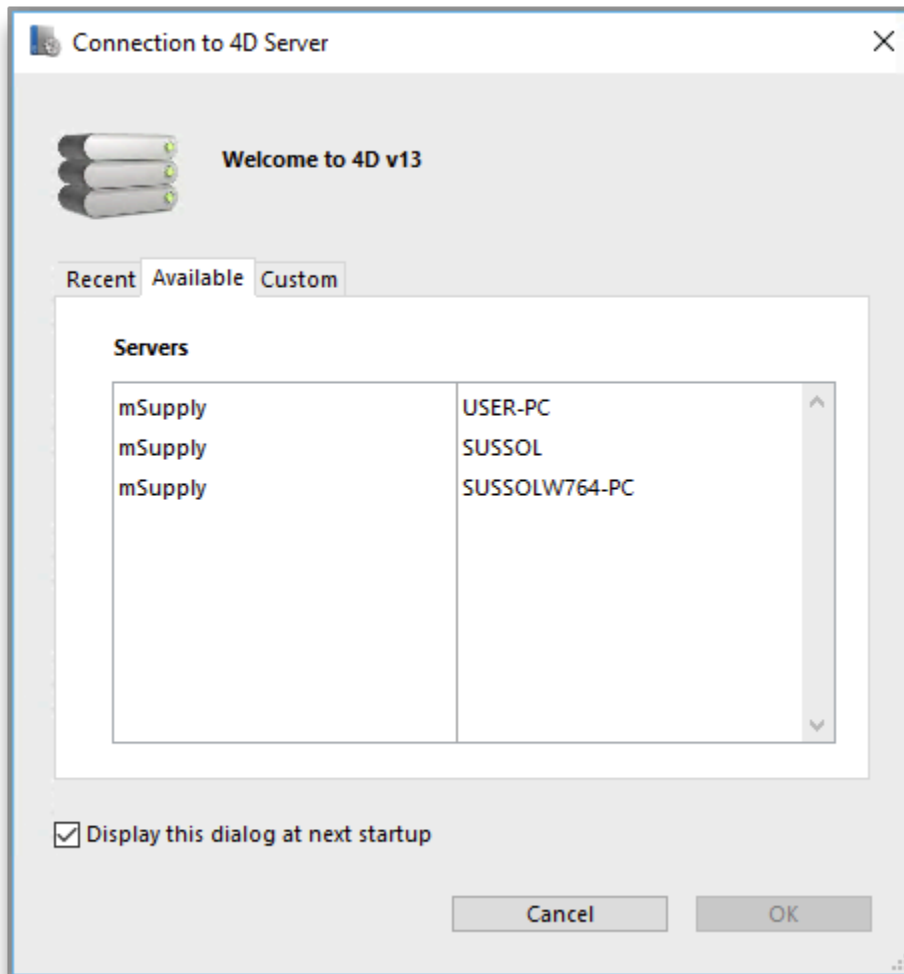 Connection to 4D Server
Welcome to 4D v13
Recent Available Custom
Servers
mSupply USER-PC
mSupply SUSSOL
mSupply SUSSOLW764-PC
Display this dialog at next startup
Cancel OK